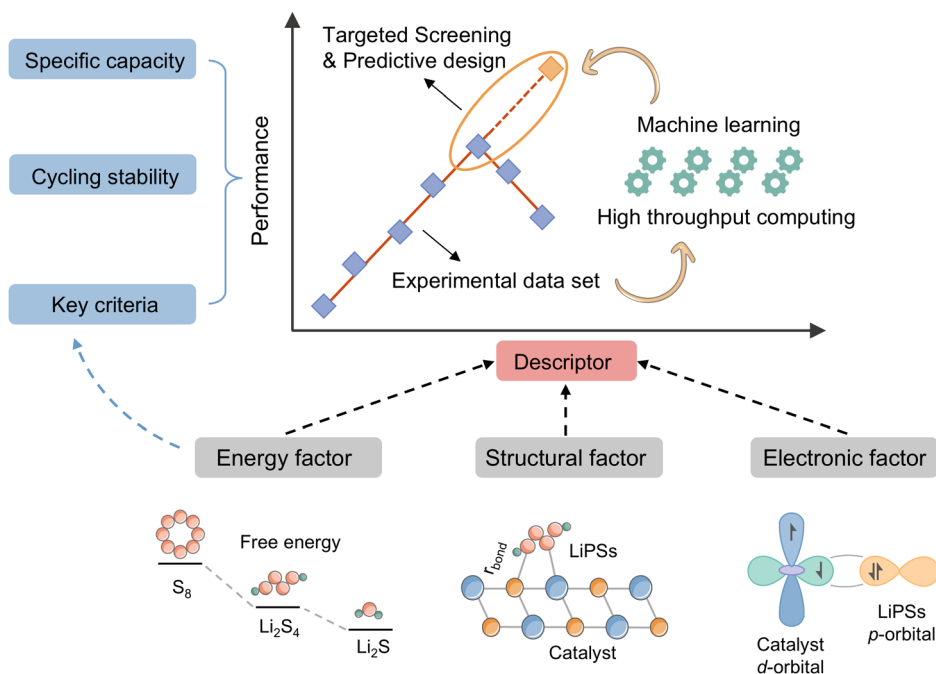 Specific capacity
Cycling stability
Key criteria
Performance
Targeted Screening
& Predictive design
Machine learning
High throughput computing
Experimental data set
Descriptor
Energy factor
Structural factor
Electronic factor
Free energy
S₈
Li₂S₄
Li₂S
r_bond
LiPSs
Catalyst
Catalyst
d-orbital
LiPSs
p-orbital